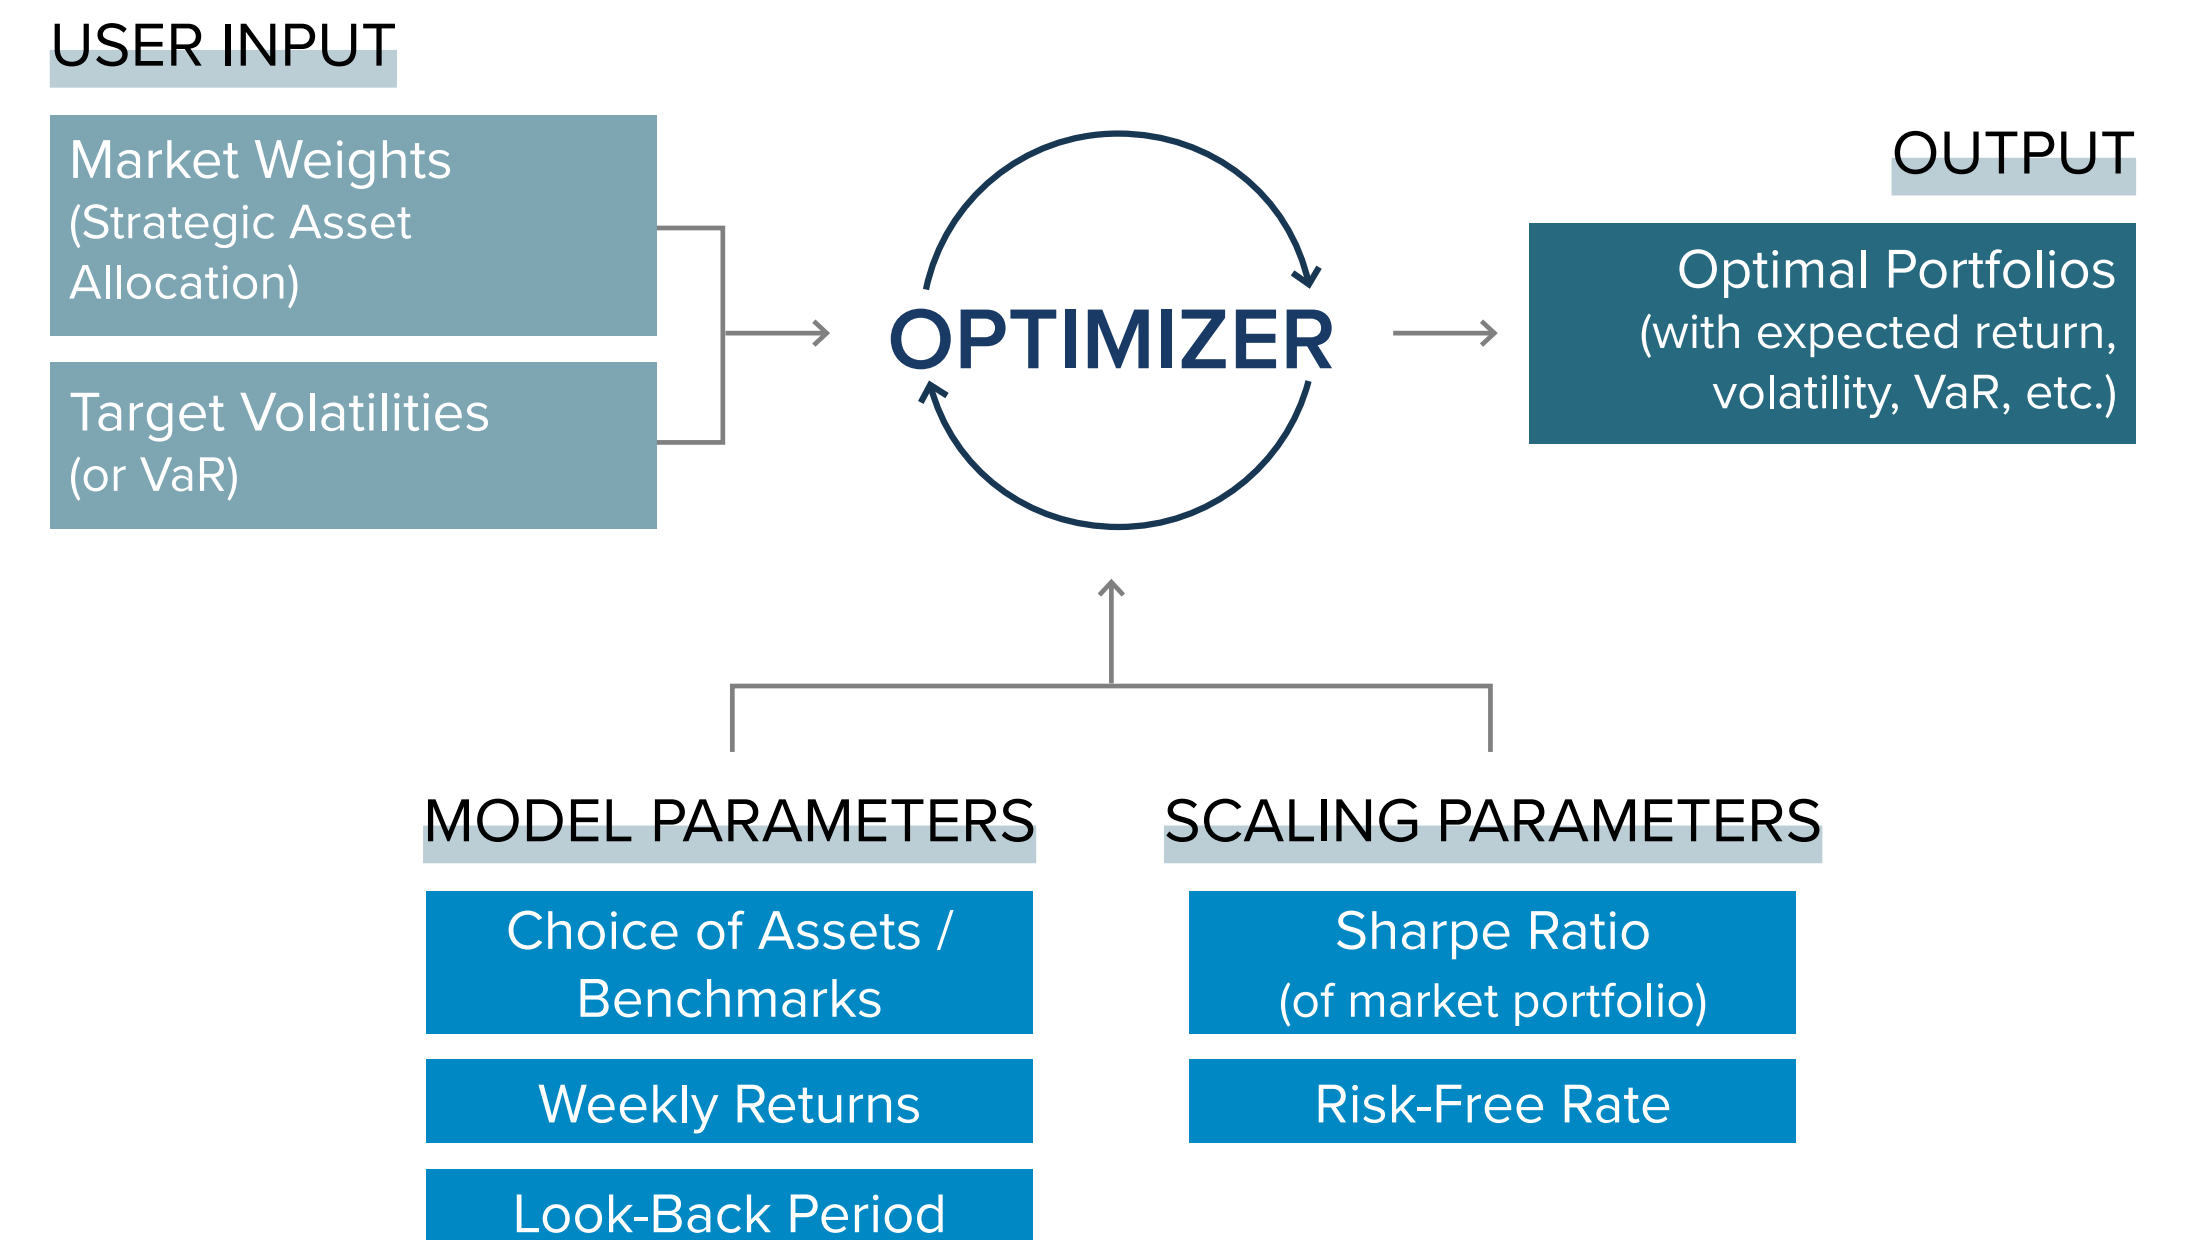 USER INPUT
Market Weights
(Strategic Asset
Allocation)
Target Volatilities
(or VaR)
OPTIMIZER
OUTPUT
Optimal Portfolios
(with expected return,
volatility, VaR, etc.)
MODEL PARAMETERS
Choice of Assets /
Benchmarks
Weekly Returns
Look-Back Period
SCALING PARAMETERS
Sharpe Ratio
(of market portfolio)
Risk-Free Rate